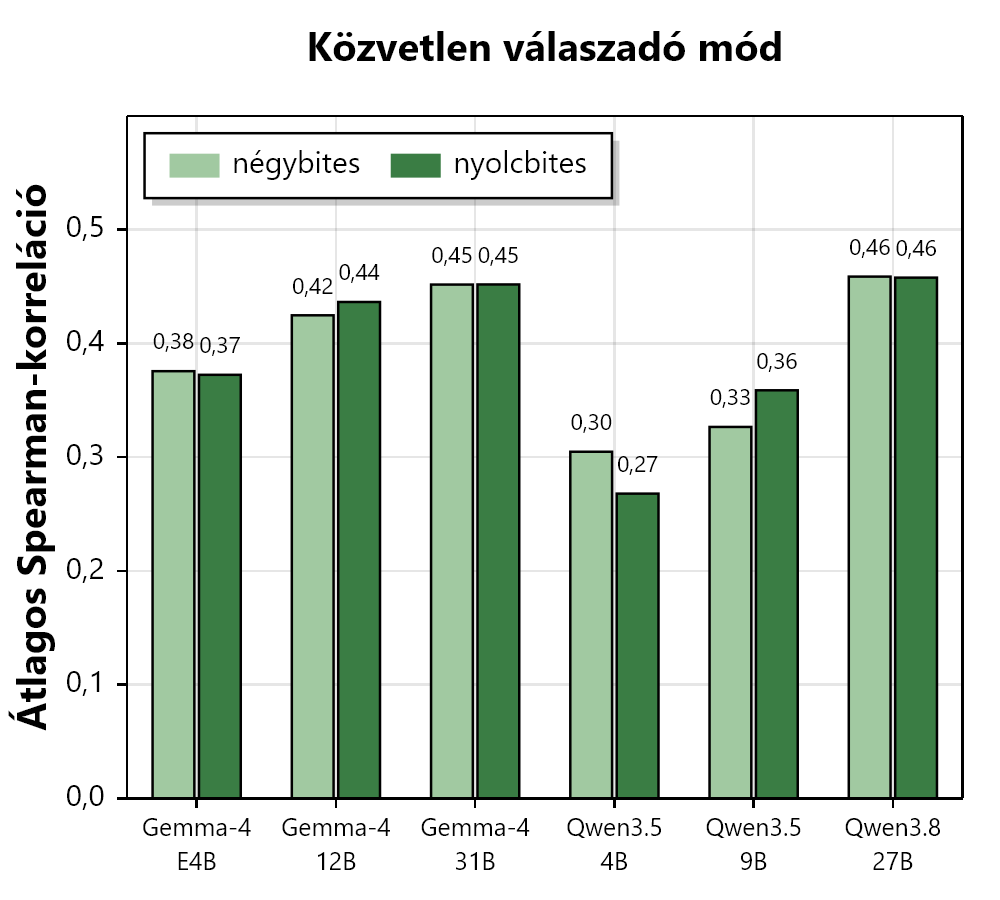 Közvetlen válaszadó mód
négybites nyolcbites
Átlagos Spearman-korreláció
0,5
0,4
0,3
0,2
0,1
0,0
0,38 0,37
0,42 0,44
0,45 0,45
0,30 0,27
0,33 0,36
0,46 0,46
Gemma-4
E4B
Gemma-4
12B
Gemma-4
31B
Qwen3.5
4B
Qwen3.5
9B
Qwen3.8
27B